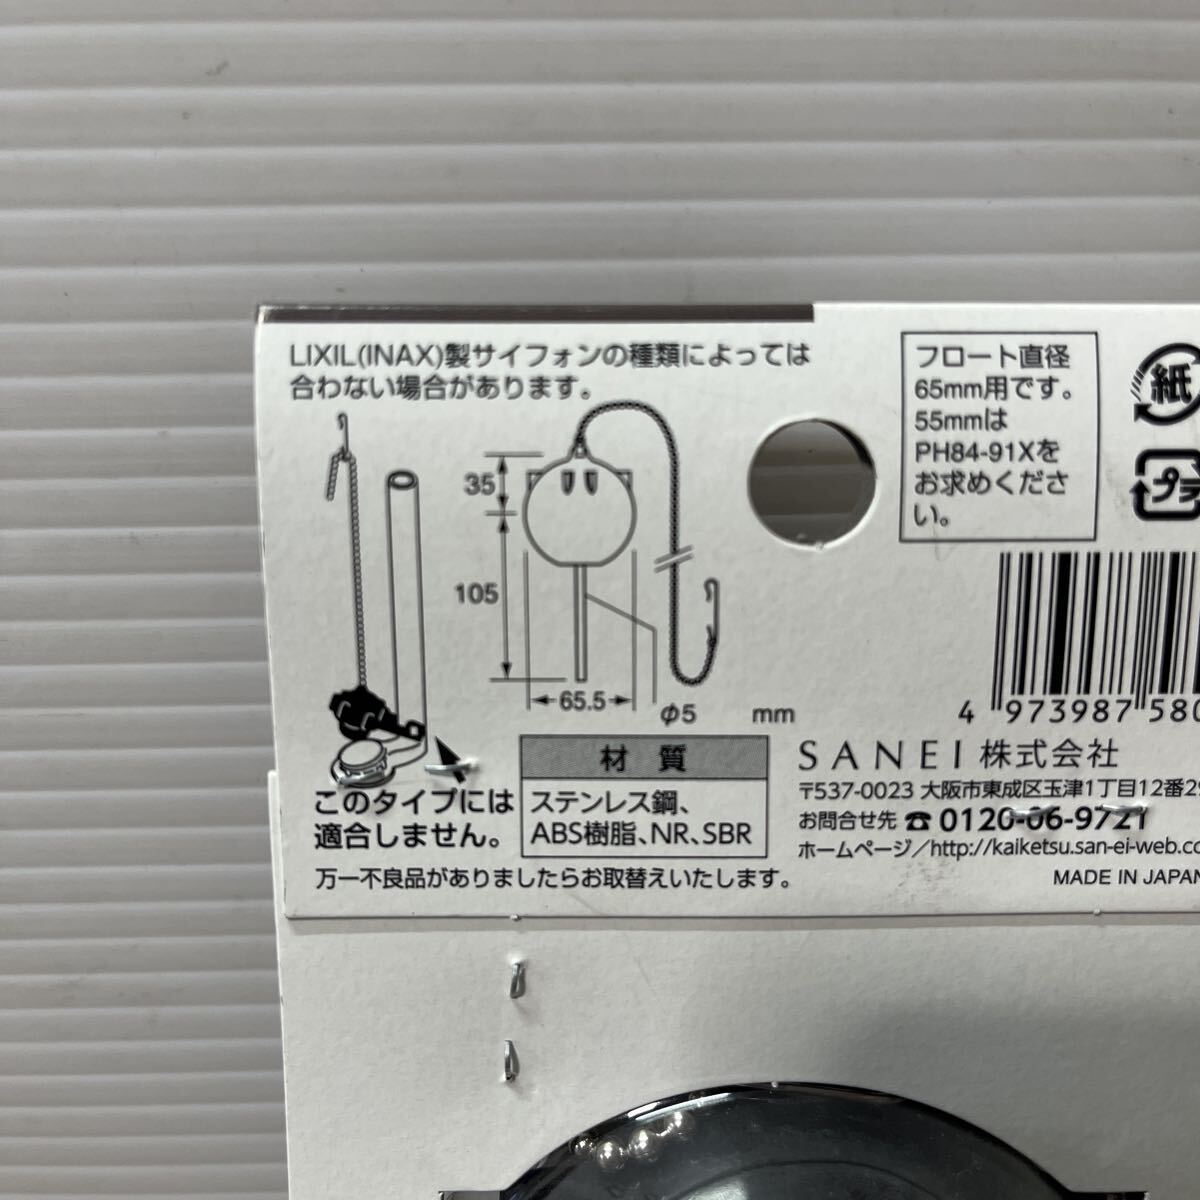 LIXIL(INAX)製サイフォンの種類によっては
合わない場合があります。
フロート直径
65mm用です。
55mmは
PH84-91Xを
お求めくださ
い。
紙
プラ
35
105
65.5
φ5
mm
4 973987 580
このタイプには
適合しません。
材質
ステンレス鋼、
ABS樹脂、NR、SBR
SANEI 株式会社
〒537-0023 大阪市東成区玉津1丁目12番29
お問合せ先 ☎ 0120-06-9721
ホームページ/http://kaiketsu.san-ei-web.co
万一不良品がありましたらお取替えいたします。
MADE IN JAPAN